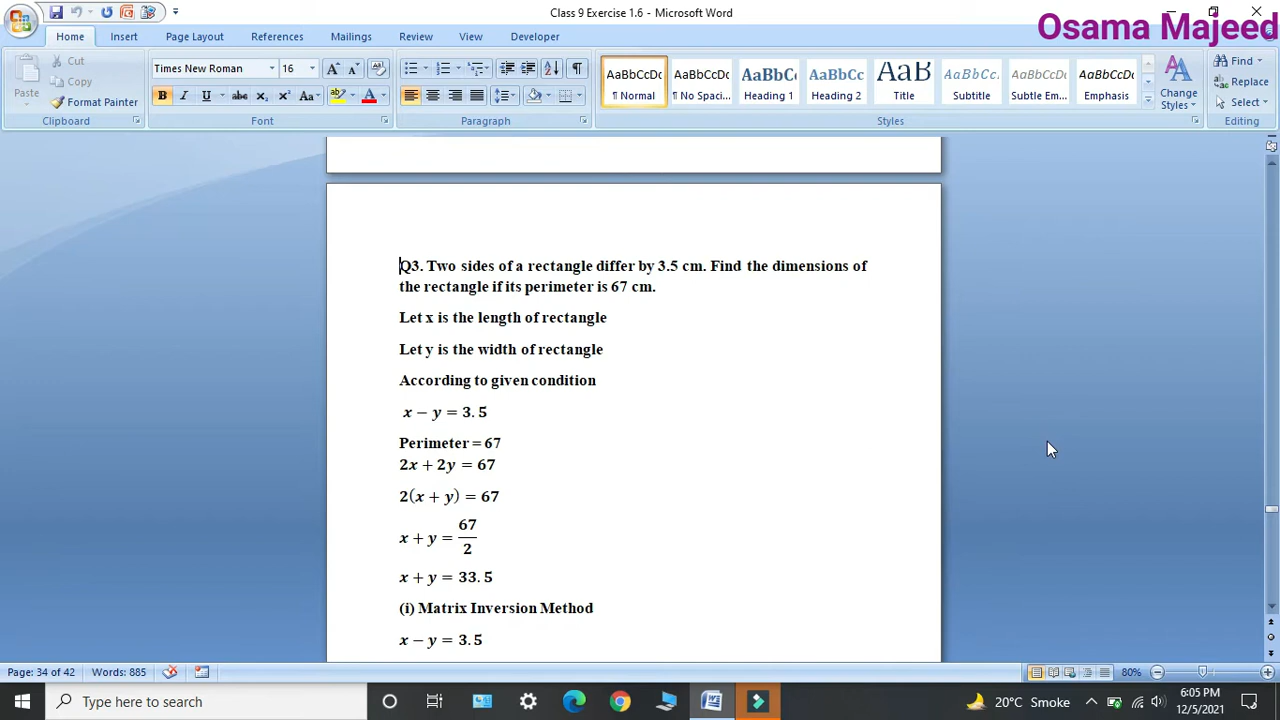 Class 9 Exercise 1.6 - Microsoft Word
Osama Majeed
Home Insert Page Layout References Mailings Review View Developer
Cut
Copy
Format Painter
Paste
Clipboard
Times New Roman 16
B I U abc x₂ x² Aa
Font
Paragraph
AaBbCcDc AaBbCcDc AaBbCc AaBbCc AaB AaBbCc. AaBbCcDc AaBbCcDc
¶ Normal ¶ No Spaci... Heading 1 Heading 2 Title Subtitle Subtle Em... Emphasis
Change Styles
Styles
Find
Replace
Select
Editing
Q3. Two sides of a rectangle differ by 3.5 cm. Find the dimensions of
the rectangle if its perimeter is 67 cm.
Let x is the length of rectangle
Let y is the width of rectangle
According to given condition
x − y = 3.5
Perimeter = 67
2x + 2y = 67
2(x + y) = 67
x + y = 67/2
x + y = 33.5
(i) Matrix Inversion Method
x − y = 3.5
Page: 34 of 42 Words: 885 80%
Type here to search
20°C Smoke
6:05 PM
12/5/2021